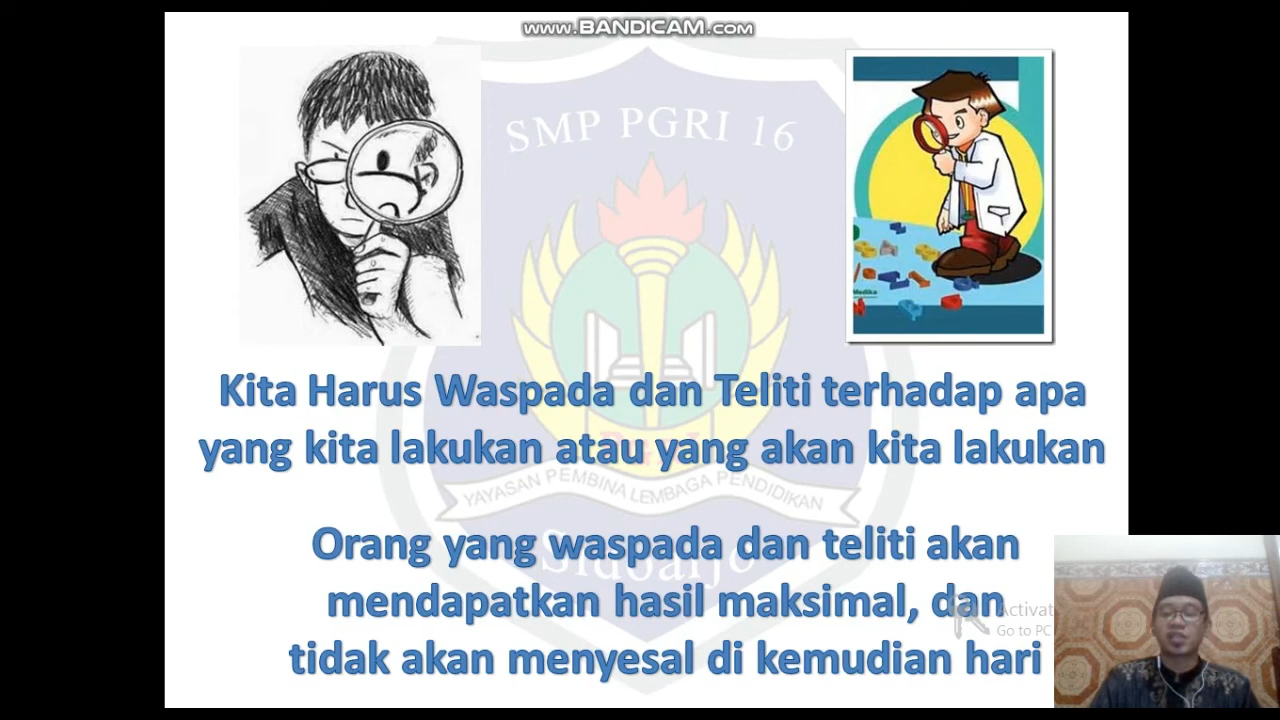 www.BANDICAM.com
SMP PGRI 16
Medika
Kita Harus Waspada dan Teliti terhadap apa
yang kita lakukan atau yang akan kita lakukan
YAYASAN PEMBINA LEMBAGA PENDIDIKAN
Orang yang waspada dan teliti akan
Sidoarjo
mendapatkan hasil maksimal, dan
tidak akan menyesal di kemudian hari
Activat
Go to PC